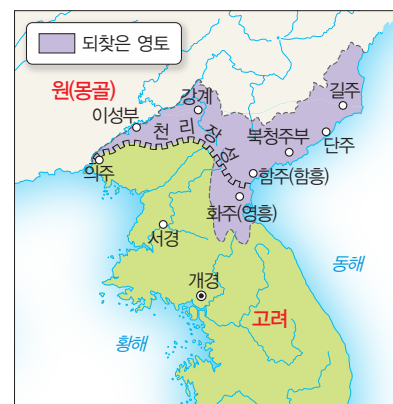 되찾은 영토
원(몽골)
강계
길주
이성부
천리장성
북청주부
단주
의주
함주(함흥)
화주(영흥)
서경
동해
개경
고려
황해